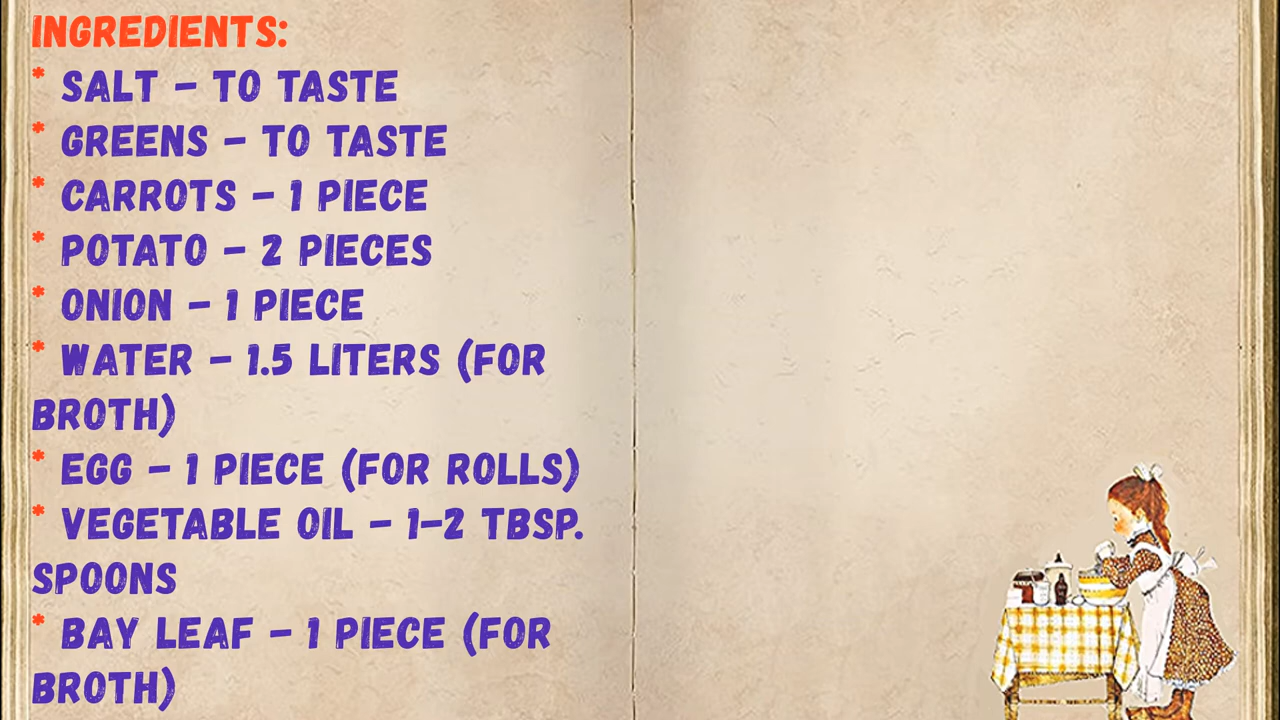 INGREDIENTS:
* SALT – TO TASTE
* GREENS – TO TASTE
* CARROTS – 1 PIECE
* POTATO – 2 PIECES
* ONION – 1 PIECE
* WATER – 1.5 LITERS (FOR
BROTH)
* EGG – 1 PIECE (FOR ROLLS)
* VEGETABLE OIL – 1-2 TBSP.
SPOONS
* BAY LEAF – 1 PIECE (FOR
BROTH)